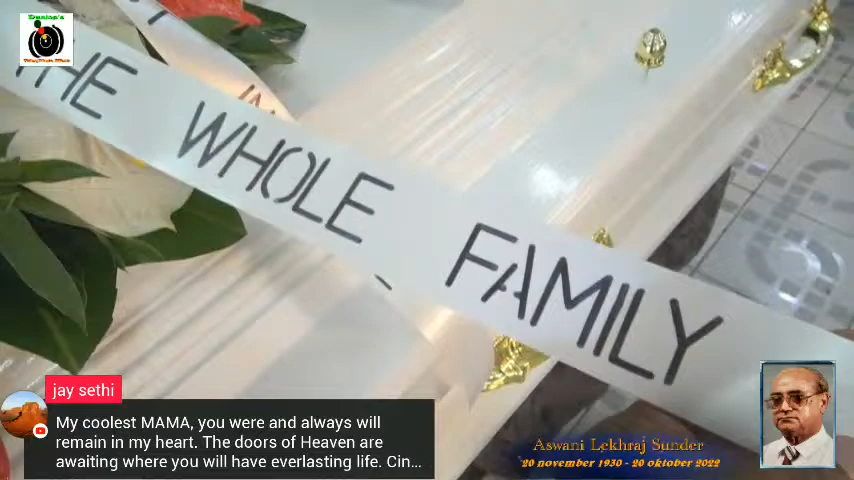 Dunlog's
THE WHOLE FAMILY
jay sethi
My coolest MAMA, you were and always will
remain in my heart. The doors of Heaven are
awaiting where you will have everlasting life. Cin...
Aswani Lekhraj Sunder
20 november 1930 - 20 oktober 2022